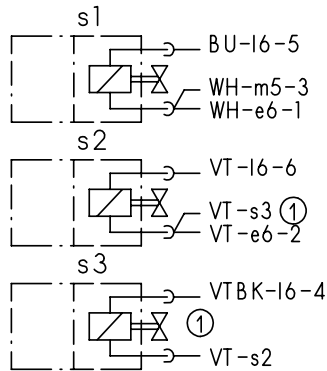 s1
BU-16-5
WH-m5-3
WH-e6-1
s2
VT-16-6
VT-s3 ①
VT-e6-2
s3
VTBK-16-4
①
VT-s2